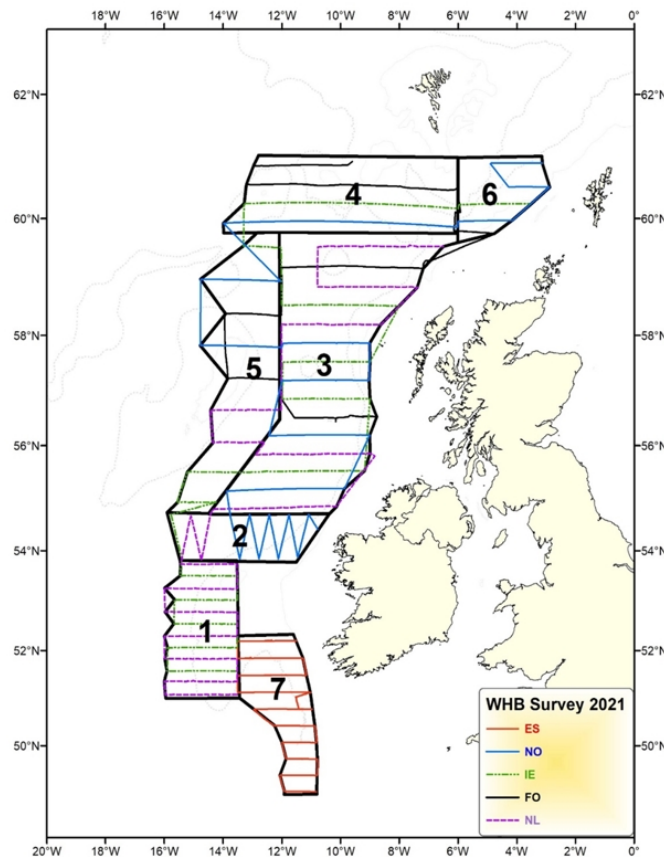 18°W 16°W 14°W 12°W 10°W 8°W 6°W 4°W 2°W 0°
62°N 62°N
4 6
60°N 60°N
58°N 58°N
5 3
56°N 56°N
2
54°N 54°N
1
52°N 52°N
7
WHB Survey 2021
ES
50°N 50°N
NO
IE
FO
NL
20°W 18°W 16°W 14°W 12°W 10°W 8°W 6°W 4°W 2°W 0°